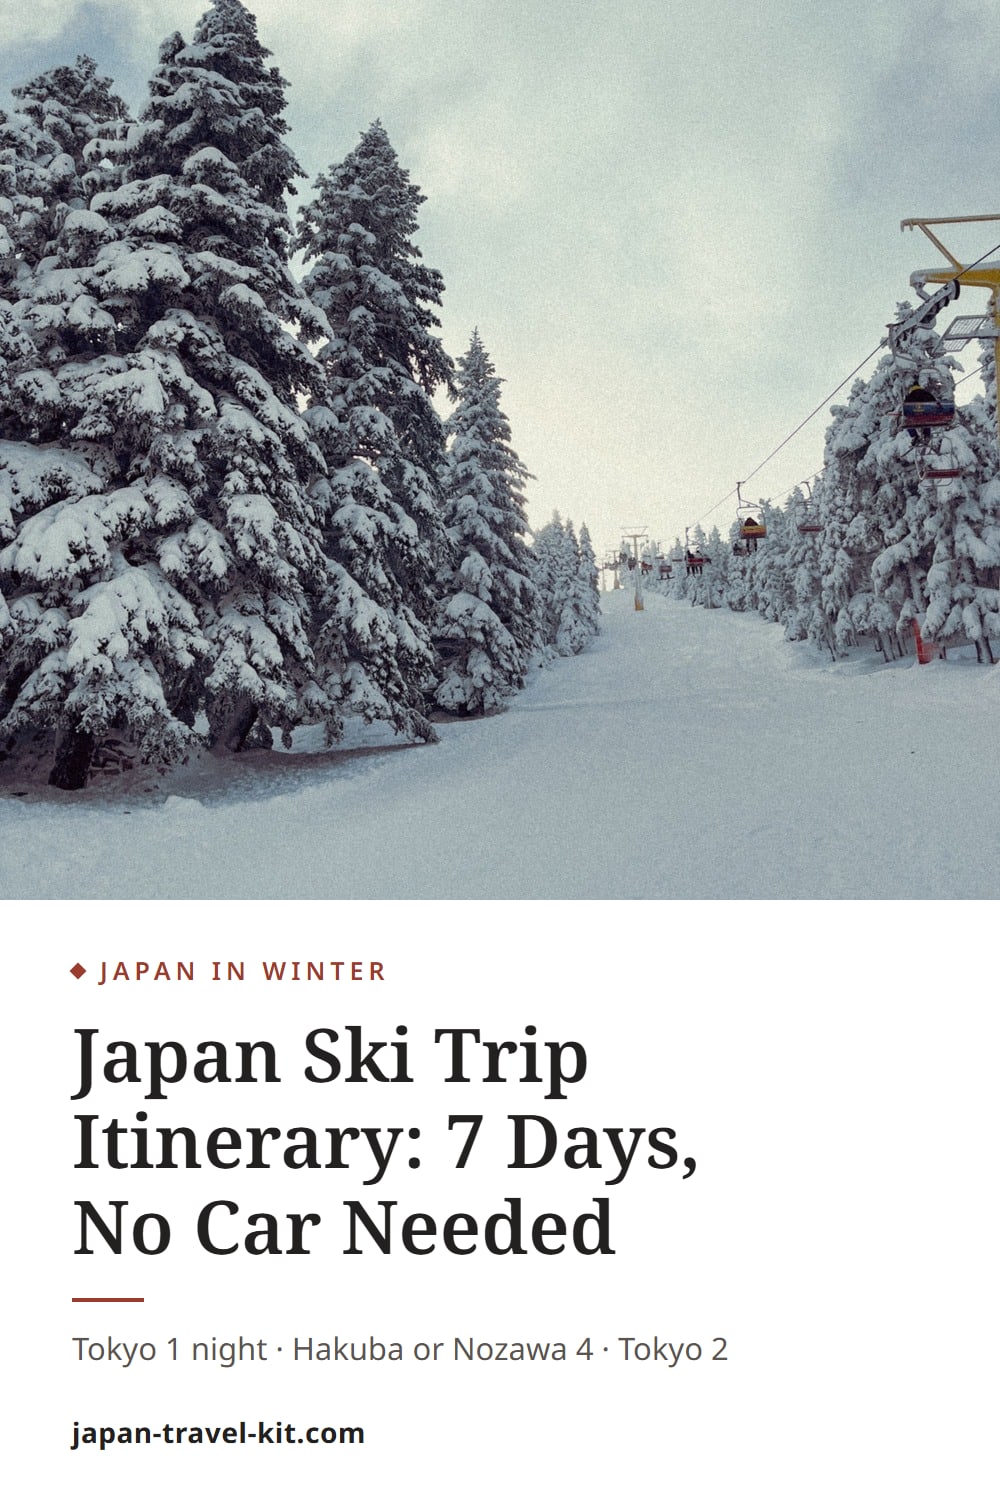 JAPAN IN WINTER
Japan Ski Trip
Itinerary: 7 Days,
No Car Needed
Tokyo 1 night · Hakuba or Nozawa 4 · Tokyo 2
japan-travel-kit.com